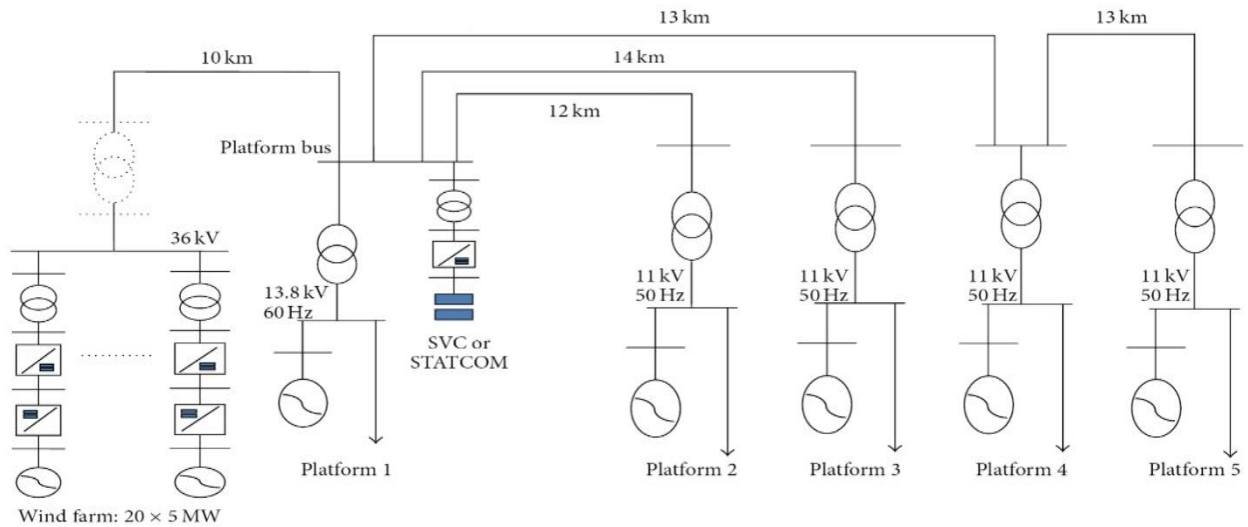 13 km
13 km
10 km
14 km
12 km
Platform bus
36 kV
13.8 kV
60 Hz
11 kV
50 Hz
11 kV
50 Hz
11 kV
50 Hz
11 kV
50 Hz
SVC or
STATCOM
Platform 1
Platform 2
Platform 3
Platform 4
Platform 5
Wind farm: 20 × 5 MW